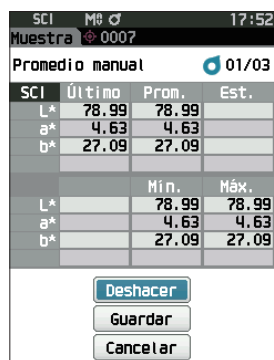 SCI M0 ♂ 17:52
Muestra 0007
Promedio manual 01/03
SCI Último Prom. Est.
L* 78.99 78.99
a* 4.63 4.63
b* 27.09 27.09
Mín. Máx.
L* 78.99 78.99
a* 4.63 4.63
b* 27.09 27.09
Deshacer
Guardar
Cancelar